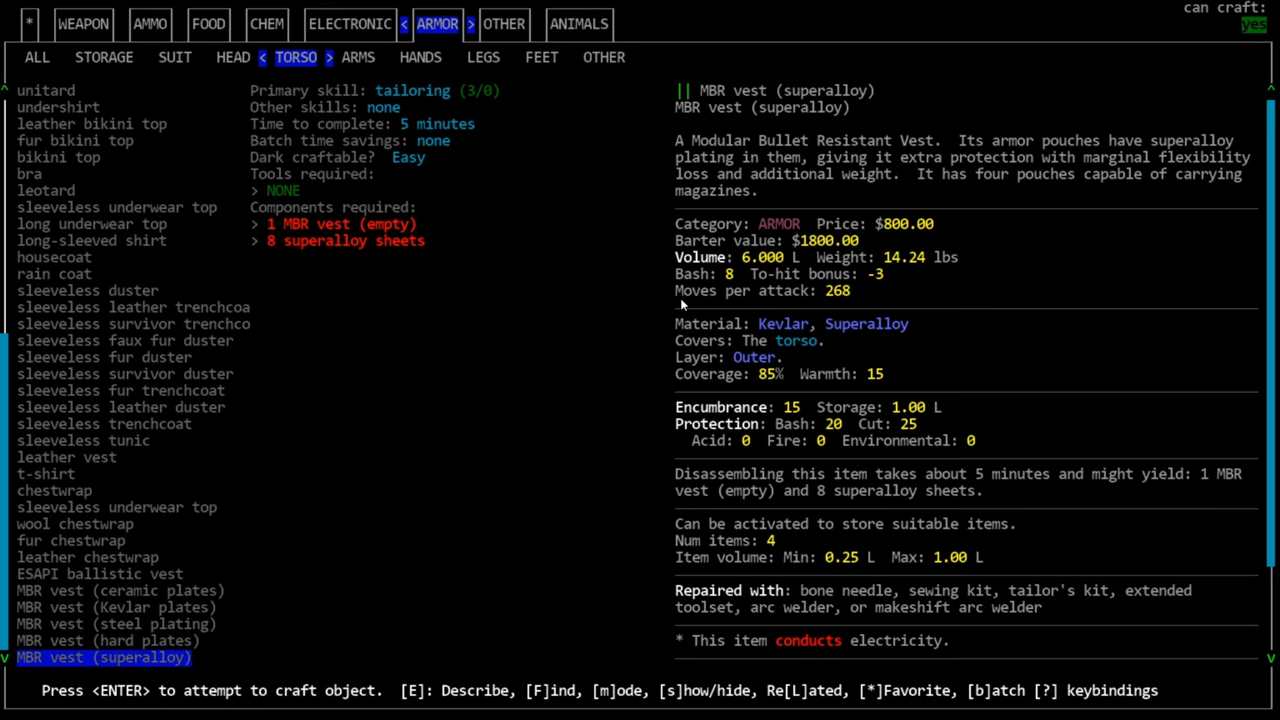 can craft:
* WEAPON AMMO FOOD CHEM ELECTRONIC < ARMOR > OTHER ANIMALS yes
ALL STORAGE SUIT HEAD < TORSO > ARMS HANDS LEGS FEET OTHER
unitard
undershirt
leather bikini top
fur bikini top
bikini top
bra
leotard
sleeveless underwear top
long underwear top
long-sleeved shirt
housecoat
rain coat
sleeveless duster
sleeveless leather trenchcoa
sleeveless survivor trenchco
sleeveless faux fur duster
sleeveless fur duster
sleeveless survivor duster
sleeveless fur trenchcoat
sleeveless leather duster
sleeveless trenchcoat
sleeveless tunic
leather vest
t-shirt
chestwrap
sleeveless underwear top
wool chestwrap
fur chestwrap
leather chestwrap
ESAPI ballistic vest
MBR vest (ceramic plates)
MBR vest (Kevlar plates)
MBR vest (steel plating)
MBR vest (hard plates)
MBR vest (superalloy)
Primary skill: tailoring (3/0)
Other skills: none
Time to complete: 5 minutes
Batch time savings: none
Dark craftable? Easy
Tools required:
> NONE
Components required:
> 1 MBR vest (empty)
> 8 superalloy sheets
|| MBR vest (superalloy)
MBR vest (superalloy)
A Modular Bullet Resistant Vest. Its armor pouches have superalloy
plating in them, giving it extra protection with marginal flexibility
loss and additional weight. It has four pouches capable of carrying
magazines.
Category: ARMOR Price: $800.00
Barter value: $1800.00
Volume: 6.000 L Weight: 14.24 lbs
Bash: 8 To-hit bonus: -3
Moves per attack: 268
Material: Kevlar, Superalloy
Covers: The torso.
Layer: Outer.
Coverage: 85% Warmth: 15
Encumbrance: 15 Storage: 1.00 L
Protection: Bash: 20 Cut: 25
Acid: 0 Fire: 0 Environmental: 0
Disassembling this item takes about 5 minutes and might yield: 1 MBR
vest (empty) and 8 superalloy sheets.
Can be activated to store suitable items.
Num items: 4
Item volume: Min: 0.25 L Max: 1.00 L
Repaired with: bone needle, sewing kit, tailor's kit, extended
toolset, arc welder, or makeshift arc welder
* This item conducts electricity.
Press <ENTER> to attempt to craft object. [E]: Describe, [F]ind, [m]ode, [s]how/hide, Re[L]ated, [*]Favorite, [b]atch [?] keybindings